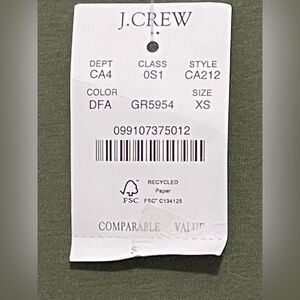 J.CREW
DEPT CLASS STYLE
CA4 0S1 CA212
COLOR SIZE
DFA GR5954 XS
099107375012
RECYCLED
Paper
FSC FSC® C134125
COMPARABLE VALUE